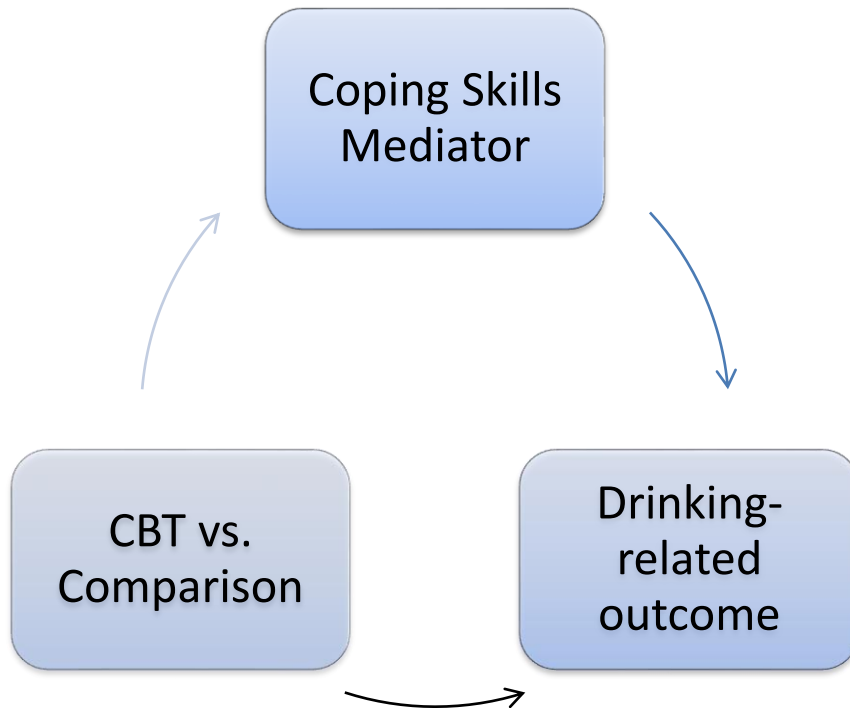 Coping Skills
Mediator
CBT vs.
Comparison
Drinking-
related
outcome